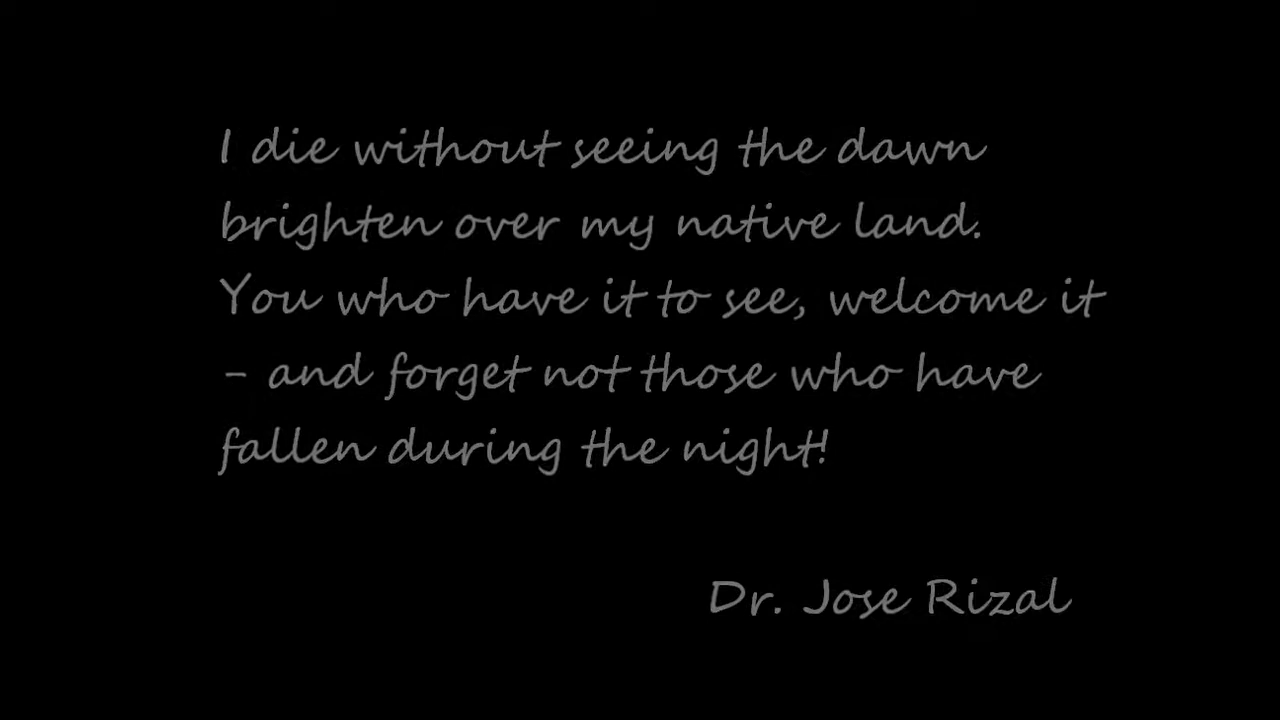 I die without seeing the dawn
brighten over my native land.
You who have it to see, welcome it
- and forget not those who have
fallen during the night!
Dr. Jose Rizal